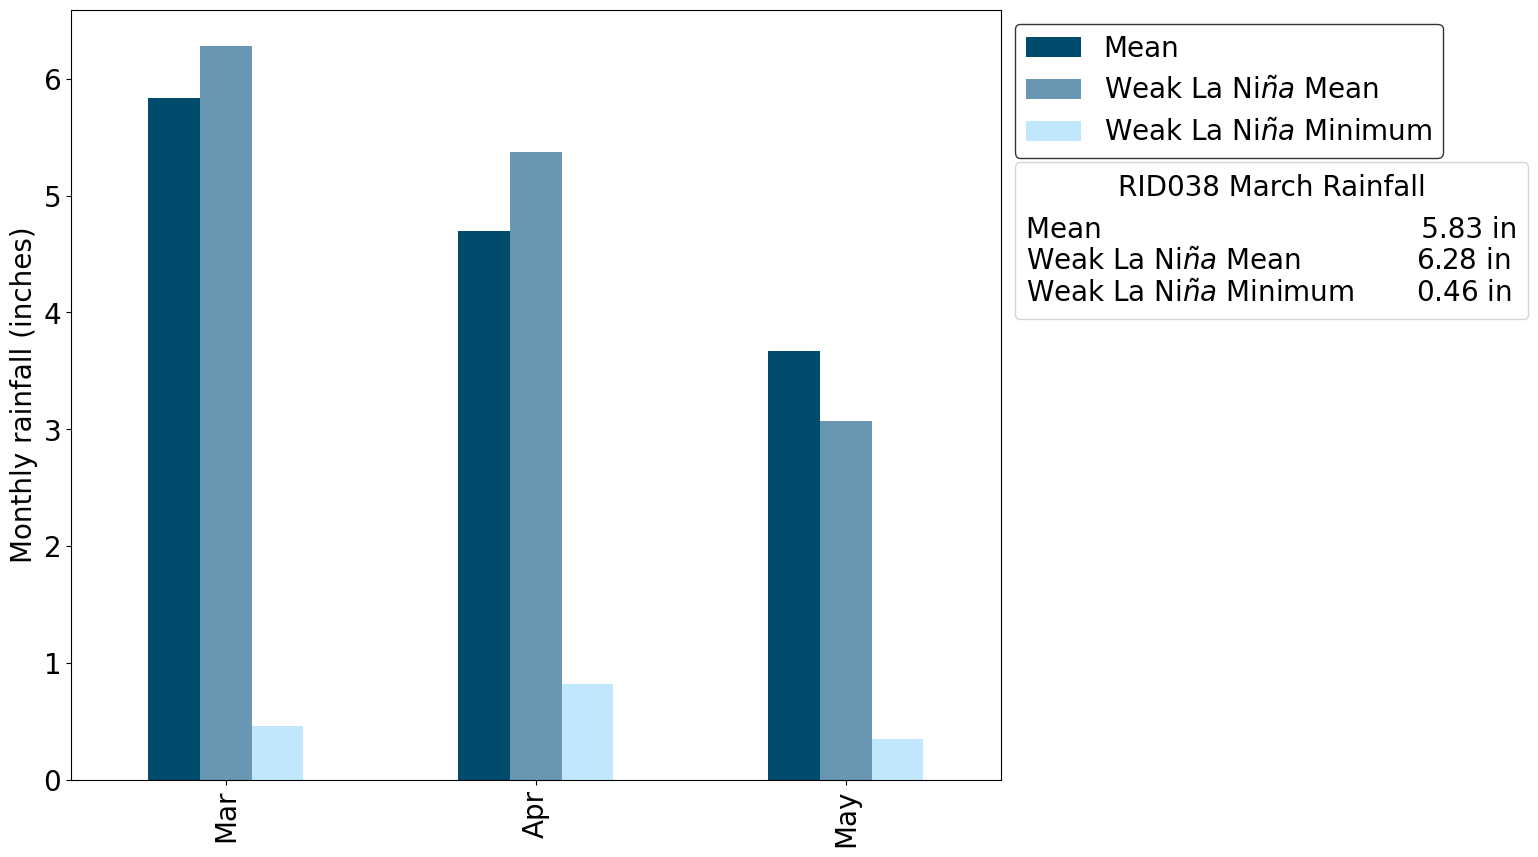 Monthly rainfall (inches)
6
5
4
3
2
1
0
Mar
Apr
May
Mean
Weak La Niña Mean
Weak La Niña Minimum
RID038 March Rainfall
Mean 5.83 in
Weak La Niña Mean 6.28 in
Weak La Niña Minimum 0.46 in